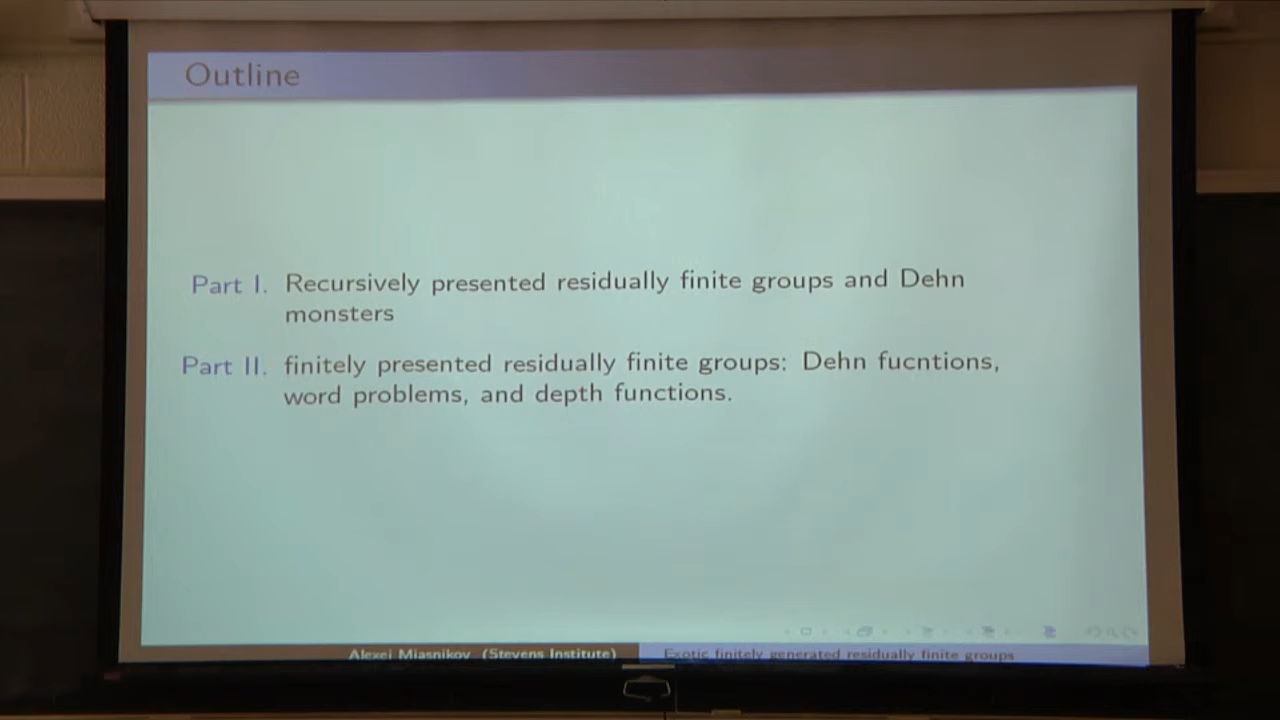 Outline
Part I. Recursively presented residually finite groups and Dehn
monsters
Part II. finitely presented residually finite groups: Dehn fucntions,
word problems, and depth functions.
Alexei Miasnikov (Stevens Institute) Exotic finitely generated residually finite groups